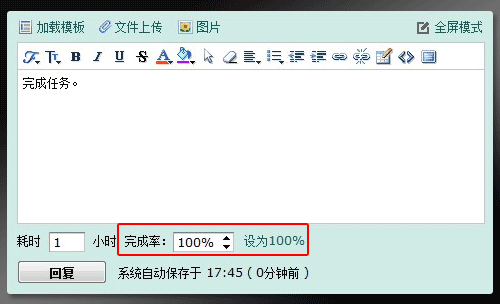 加载模板 文件上传 图片 全屏模式
完成任务。
耗时 1 小时 完成率： 100% 设为100%
回复 系统自动保存于 17:45 ( 0分钟前 )